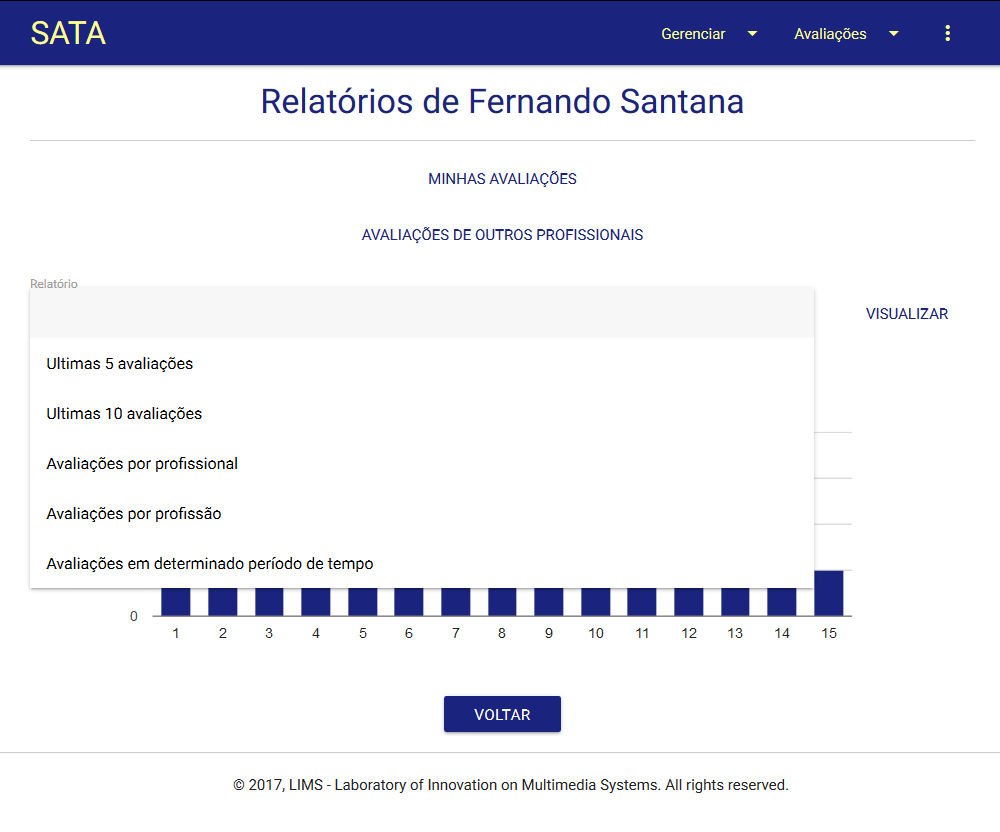 SATA
Gerenciar
Avaliações
Relatórios de Fernando Santana
MINHAS AVALIAÇÕES
AVALIAÇÕES DE OUTROS PROFISSIONAIS
Relatório
VISUALIZAR
Ultimas 5 avaliações
Ultimas 10 avaliações
Avaliações por profissional
Avaliações por profissão
Avaliações em determinado período de tempo
0
1 2 3 4 5 6 7 8 9 10 11 12 13 14 15
VOLTAR
© 2017, LIMS - Laboratory of Innovation on Multimedia Systems. All rights reserved.